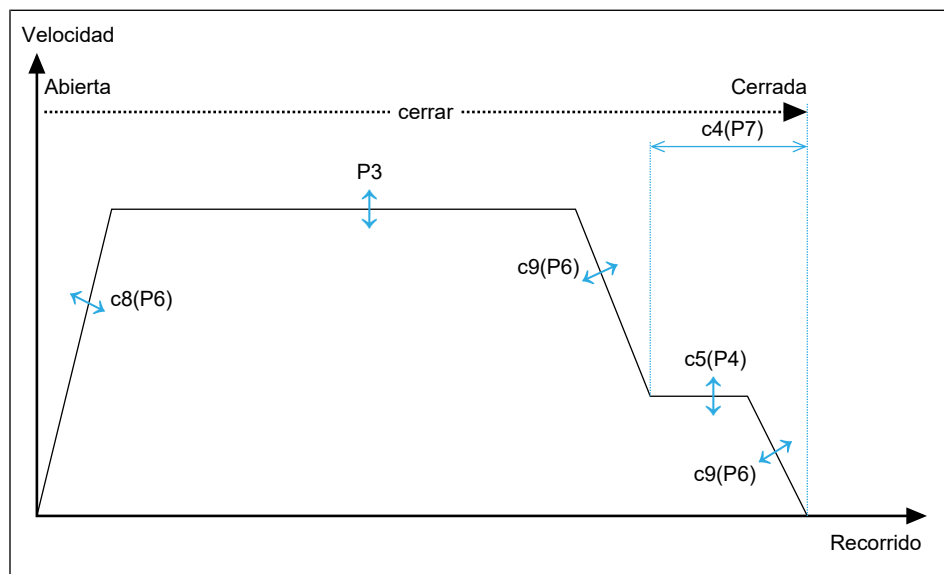 Velocidad
Abierta
Cerrada
cerrar
c4(P7)
P3
c9(P6)
c8(P6)
c5(P4)
c9(P6)
Recorrido